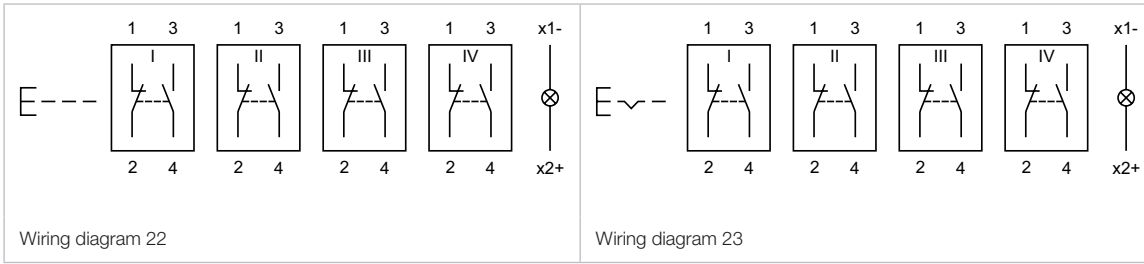 1 3 1 3 1 3 1 3 x1-
I II III IV
2 4 2 4 2 4 2 4 x2+
Wiring diagram 22
1 3 1 3 1 3 1 3 x1-
I II III IV
2 4 2 4 2 4 2 4 x2+
Wiring diagram 23